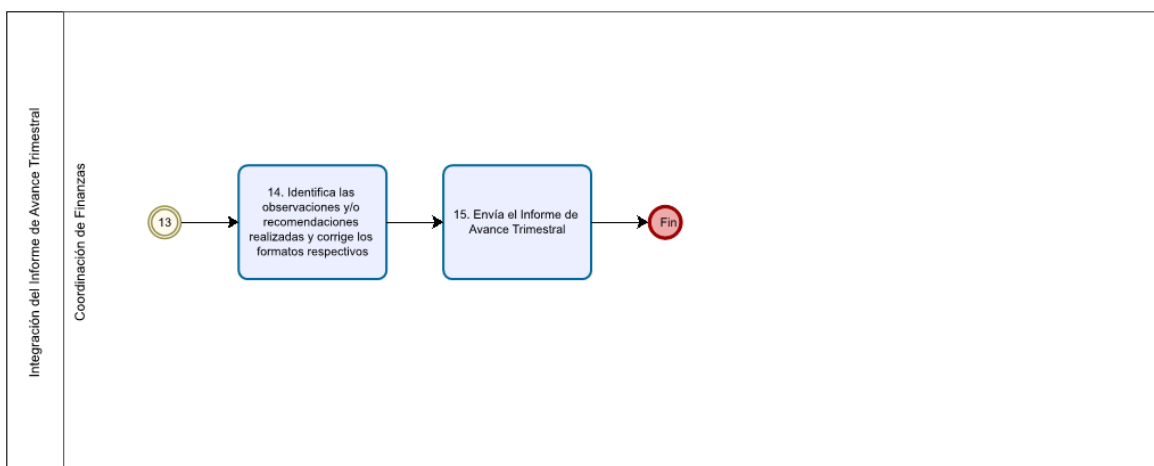 Integración del Informe de Avance Trimestral
Coordinación de Finanzas
13
14. Identifica las
observaciones y/o
recomendaciones
realizadas y corrige los
formatos respectivos
15. Envía el Informe de
Avance Trimestral
Fin